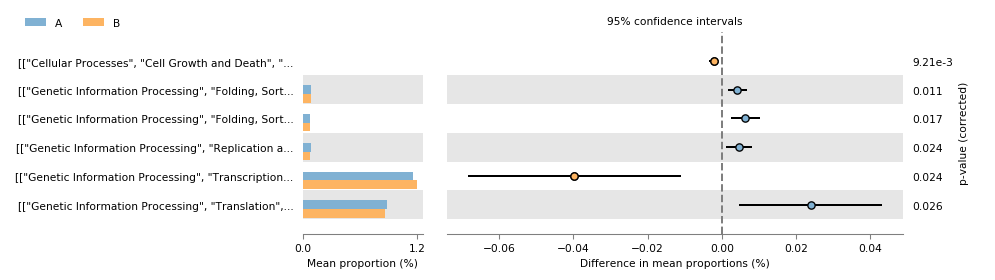 A B
95% confidence intervals
[["Cellular Processes", "Cell Growth and Death", "... 9.21e-3
[["Genetic Information Processing", "Folding, Sort... 0.011
[["Genetic Information Processing", "Folding, Sort... 0.017
[["Genetic Information Processing", "Replication a... 0.024
[["Genetic Information Processing", "Transcription... 0.024
[["Genetic Information Processing", "Translation",... 0.026
p-value (corrected)
0.0 1.2 −0.06 −0.04 −0.02 0.00 0.02 0.04
Mean proportion (%) Difference in mean proportions (%)